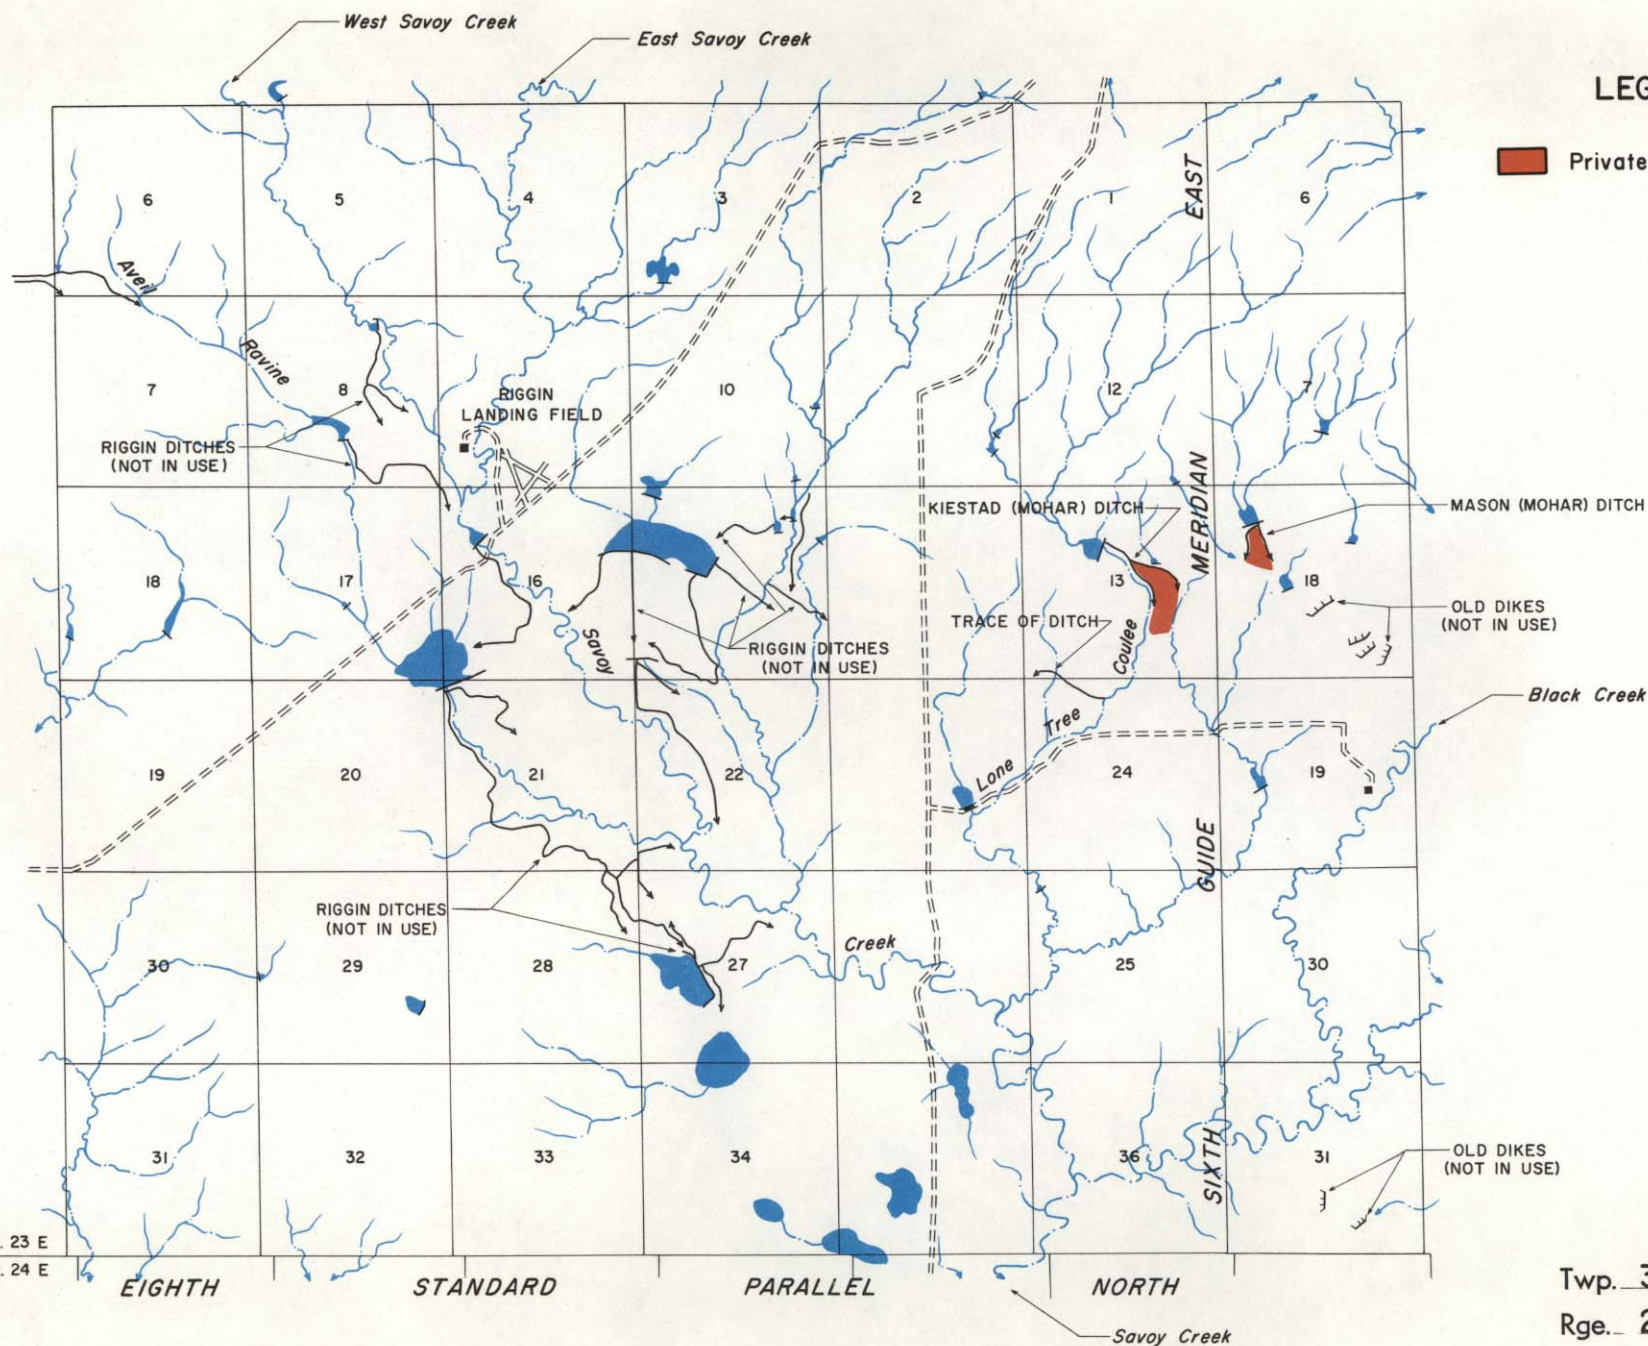 West Savoy Creek
East Savoy Creek
LEG
Private
6
5
4
3
2
1
6
EAST
Aveil
Ravine
7
8
RIGGIN
LANDING FIELD
10
12
7
RIGGIN DITCHES
(NOT IN USE)
KIESTAD (MOHAR) DITCH
MERIDIAN
MASON (MOHAR) DITCH
18
17
16
13
18
OLD DIKES
(NOT IN USE)
TRACE OF DITCH
Savoy
RIGGIN DITCHES
(NOT IN USE)
Coulee
Black Creek
Tree
Lone
19
20
21
22
24
19
GUIDE
RIGGIN DITCHES
(NOT IN USE)
Creek
30
29
28
27
25
30
31
32
33
34
36
SIXTH
31
OLD DIKES
(NOT IN USE)
. 23 E
. 24 E
EIGHTH STANDARD PARALLEL NORTH
Twp. 3
Rge. 2
Savoy Creek